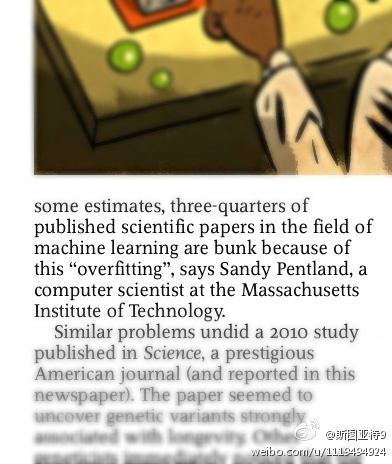 some estimates, three-quarters of
published scientific papers in the field of
machine learning are bunk because of
this “overfitting”, says Sandy Pentland, a
computer scientist at the Massachusetts
Institute of Technology.
Similar problems undid a 2010 study
published in Science, a prestigious
American journal (and reported in this
newspaper). The paper seemed to
uncover genetic variants strongly
associated with longevity. Other
geneticists immediately
@斯图亚特9
weibo.com/u/1119494924